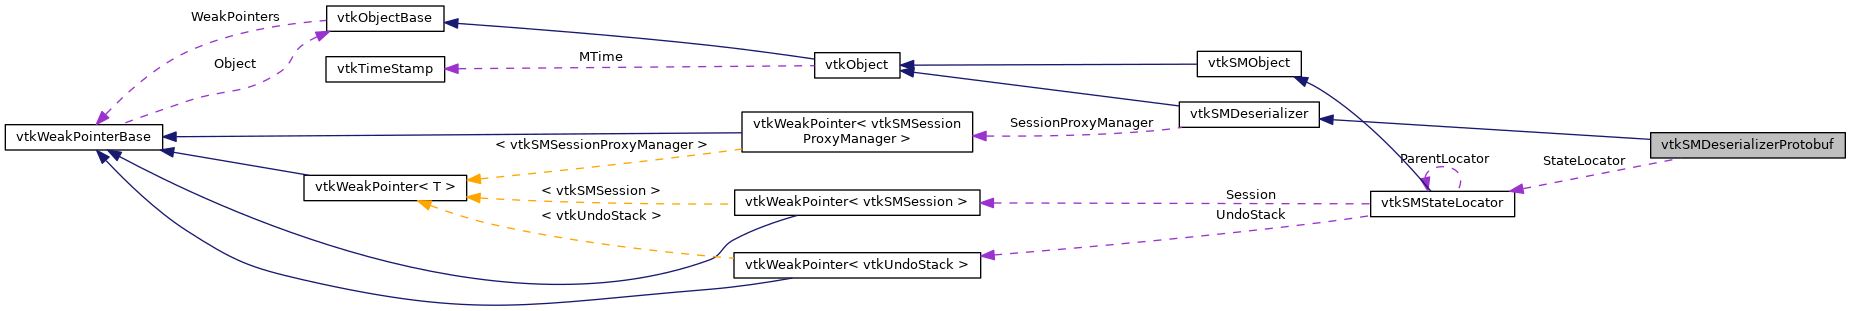 WeakPointers
vtkObjectBase
Object
MTime
vtkTimeStamp
vtkObject
vtkSMObject
vtkWeakPointerBase
vtkWeakPointer< vtkSMSession
ProxyManager >
SessionProxyManager
vtkSMDeserializer
vtkSMDeserializerProtobuf
< vtkSMSessionProxyManager >
ParentLocator
StateLocator
vtkWeakPointer< T >
< vtkSMSession >
vtkWeakPointer< vtkSMSession >
Session
vtkSMStateLocator
< vtkUndoStack >
UndoStack
vtkWeakPointer< vtkUndoStack >